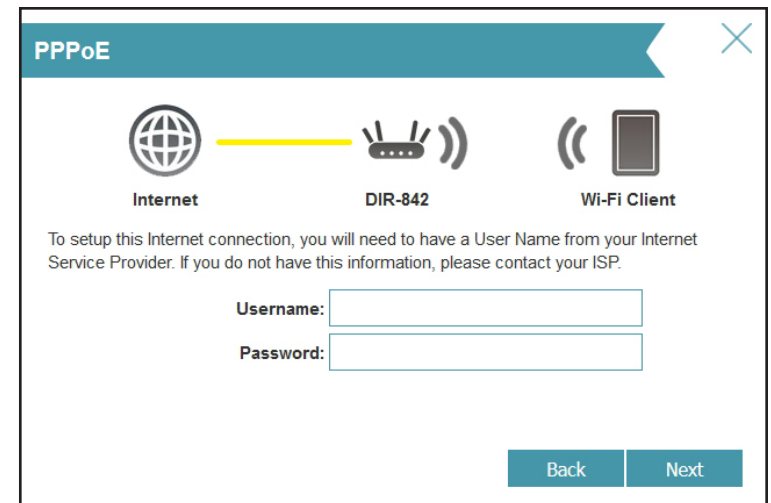 PPPoE
Internet
DIR-842
Wi-Fi Client
To setup this Internet connection, you will need to have a User Name from your Internet
Service Provider. If you do not have this information, please contact your ISP.
Username:
Password:
Back
Next